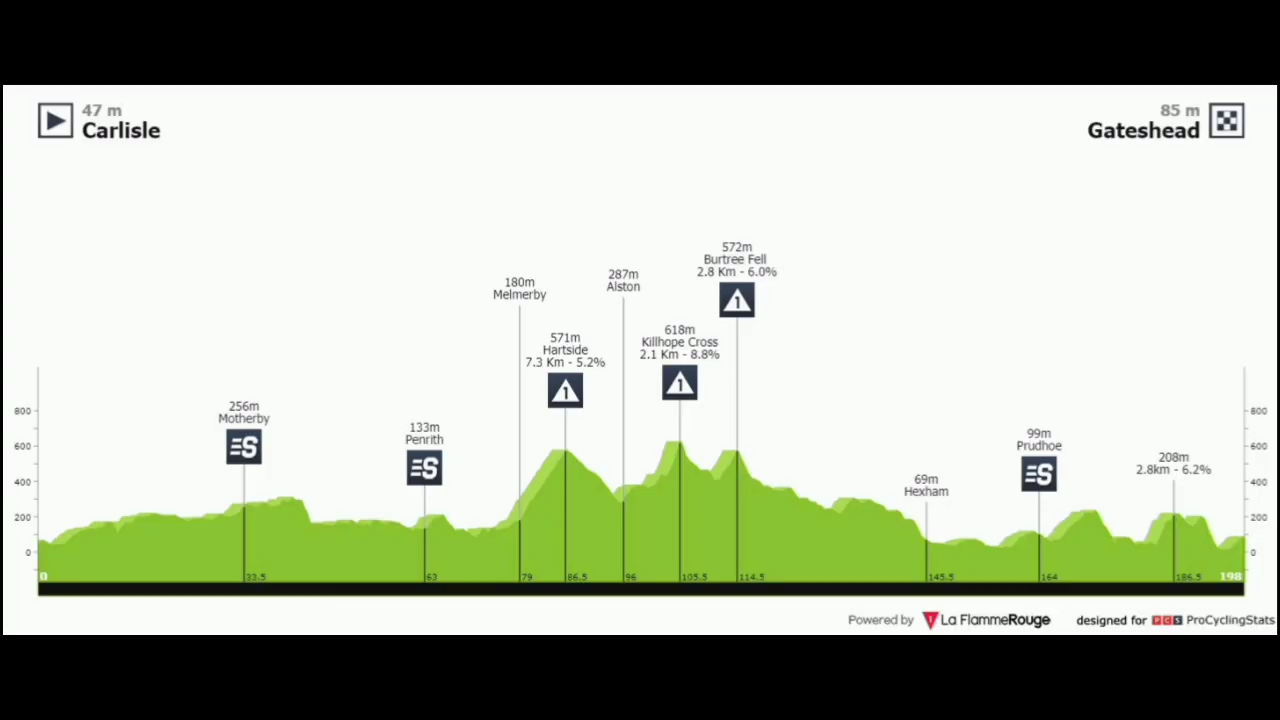 47 m
Carlisle
85 m
Gateshead
572m
Burtree Fell
2.8 Km - 6.0%
1
287m
Alston
180m
Melmerby
618m
Killhope Cross
2.1 Km - 8.8%
1
571m
Hartside
7.3 Km - 5.2%
1
256m
Motherby
S
133m
Penrith
S
99m
Prudhoe
S
208m
2.8km - 6.2%
69m
Hexham
800
600
400
200
0
800
600
400
200
0
0 33.5 63 79 86.5 96 105.5 114.5 145.5 164 186.5 198
Powered by La FlammeRouge designed for PCS ProCyclingStats